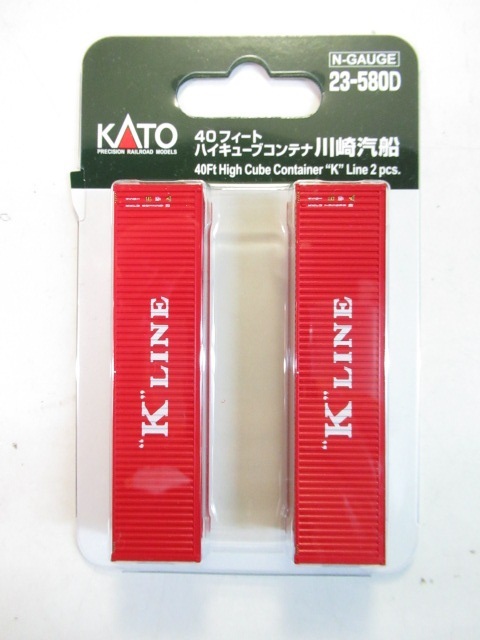 N-GAUGE
23-580D
KATO
PRECISION RAILROAD MODELS
40フィート
ハイキューブコンテナ川崎汽船
40Ft High Cube Container "K" Line 2 pcs.
"K" LINE
"K" LINE